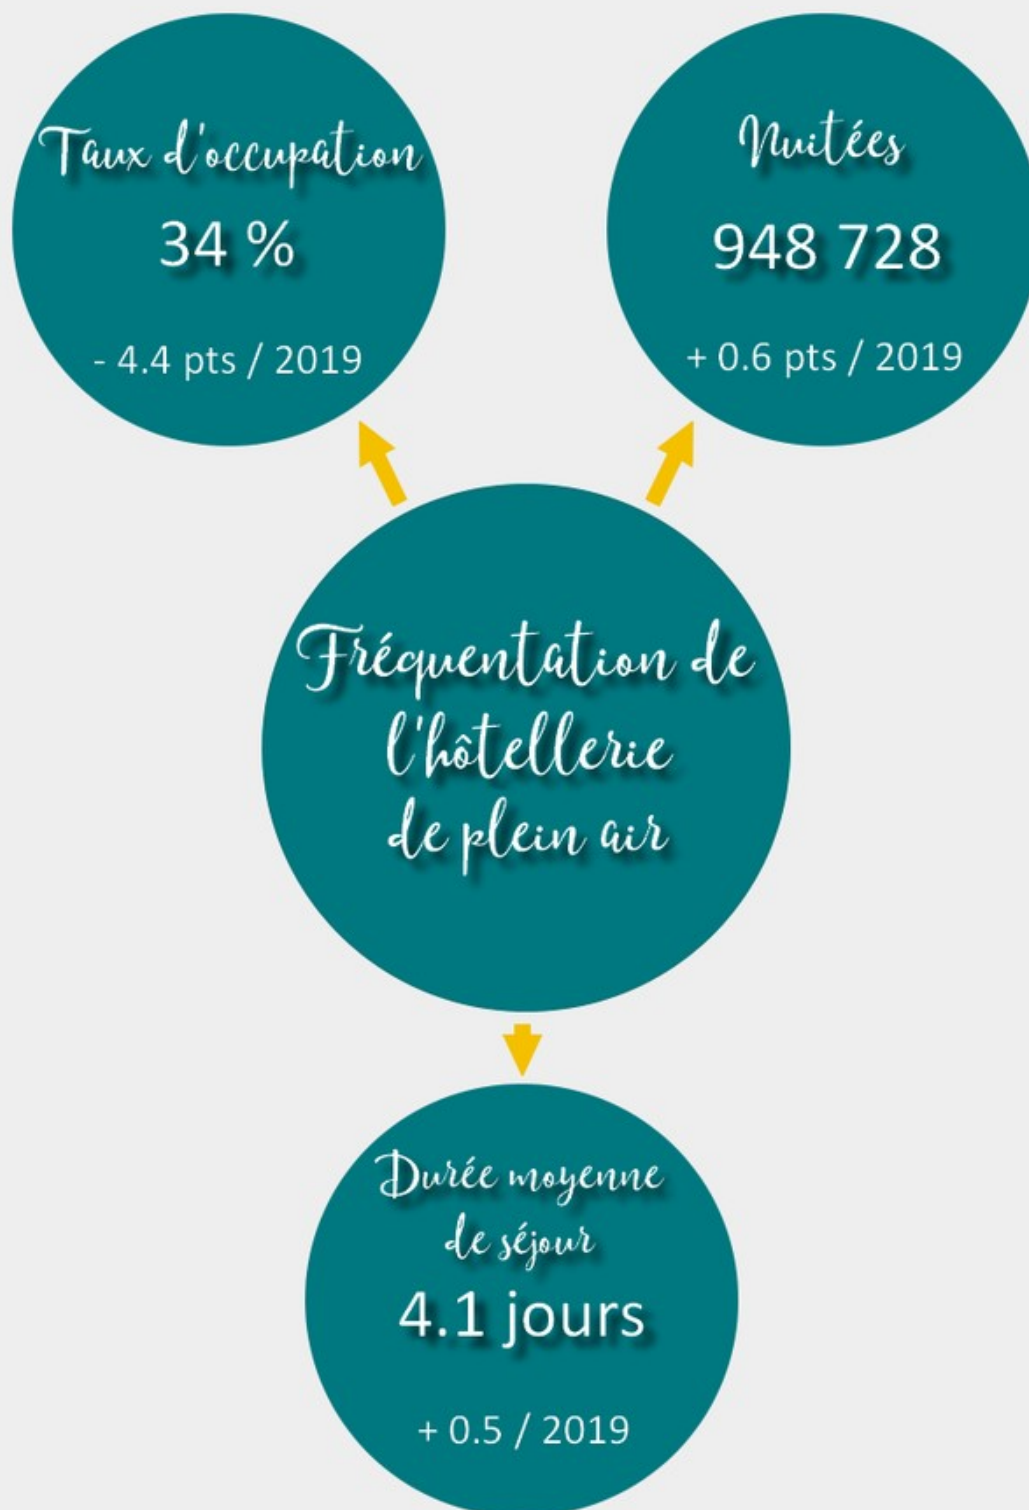 Taux d'occupation
34 %
- 4.4 pts / 2019
Nuitées
948 728
+ 0.6 pts / 2019
Fréquentation de
l'hôtellerie
de plein air
Durée moyenne
de séjour
4.1 jours
+ 0.5 / 2019